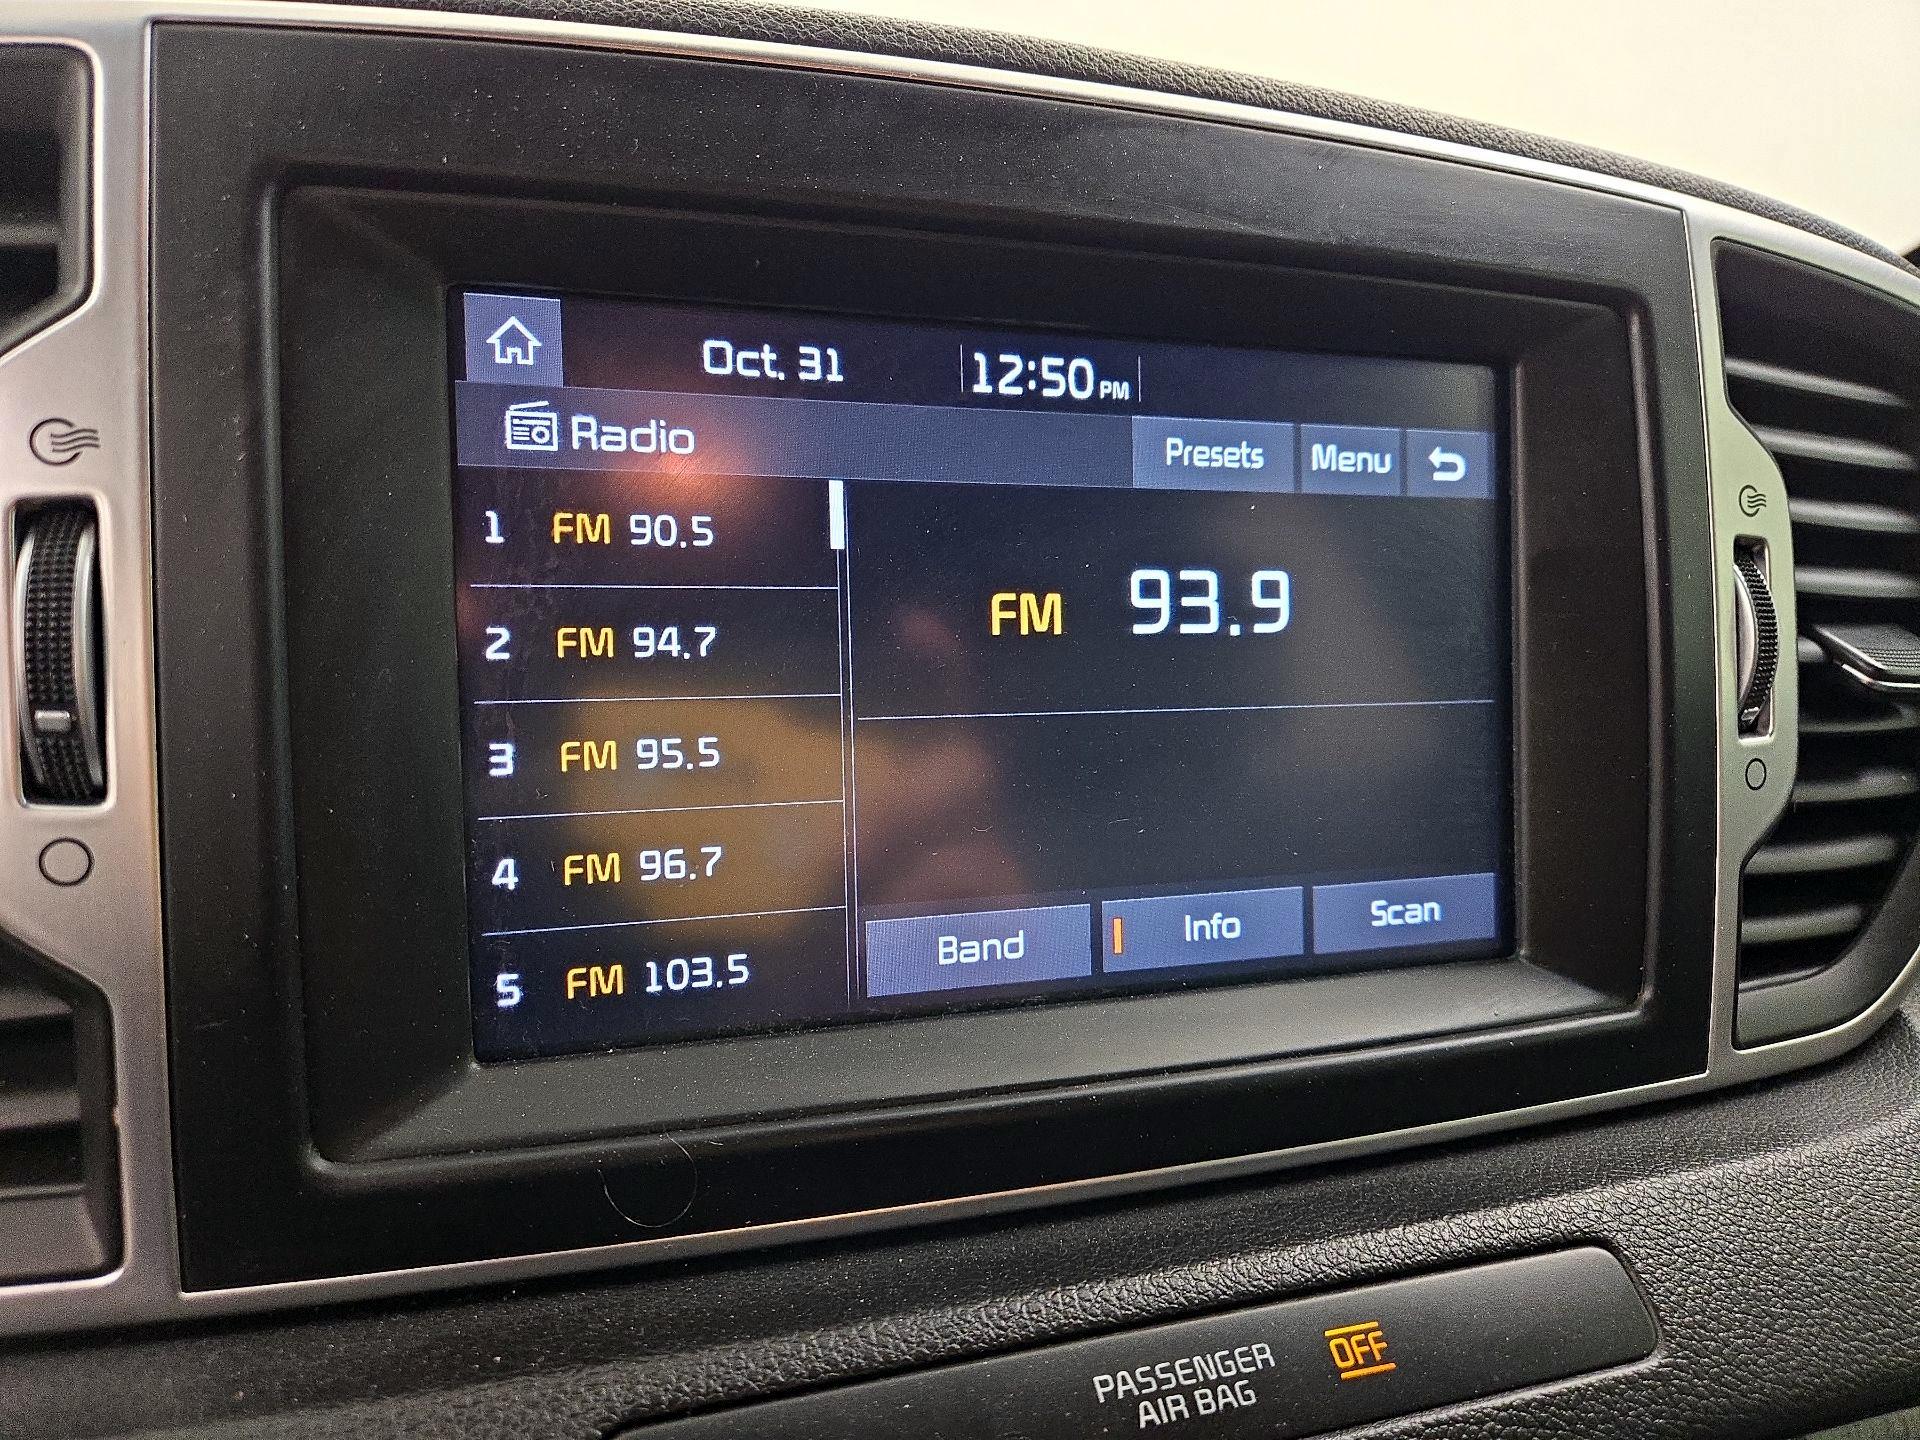 Oct. 31 12:50 PM
Radio Presets Menu
1 FM 90.5
2 FM 94.7
3 FM 95.5
4 FM 96.7
5 FM 103.5
FM 93.9
Band Info Scan
PASSENGER
AIR BAG
OFF